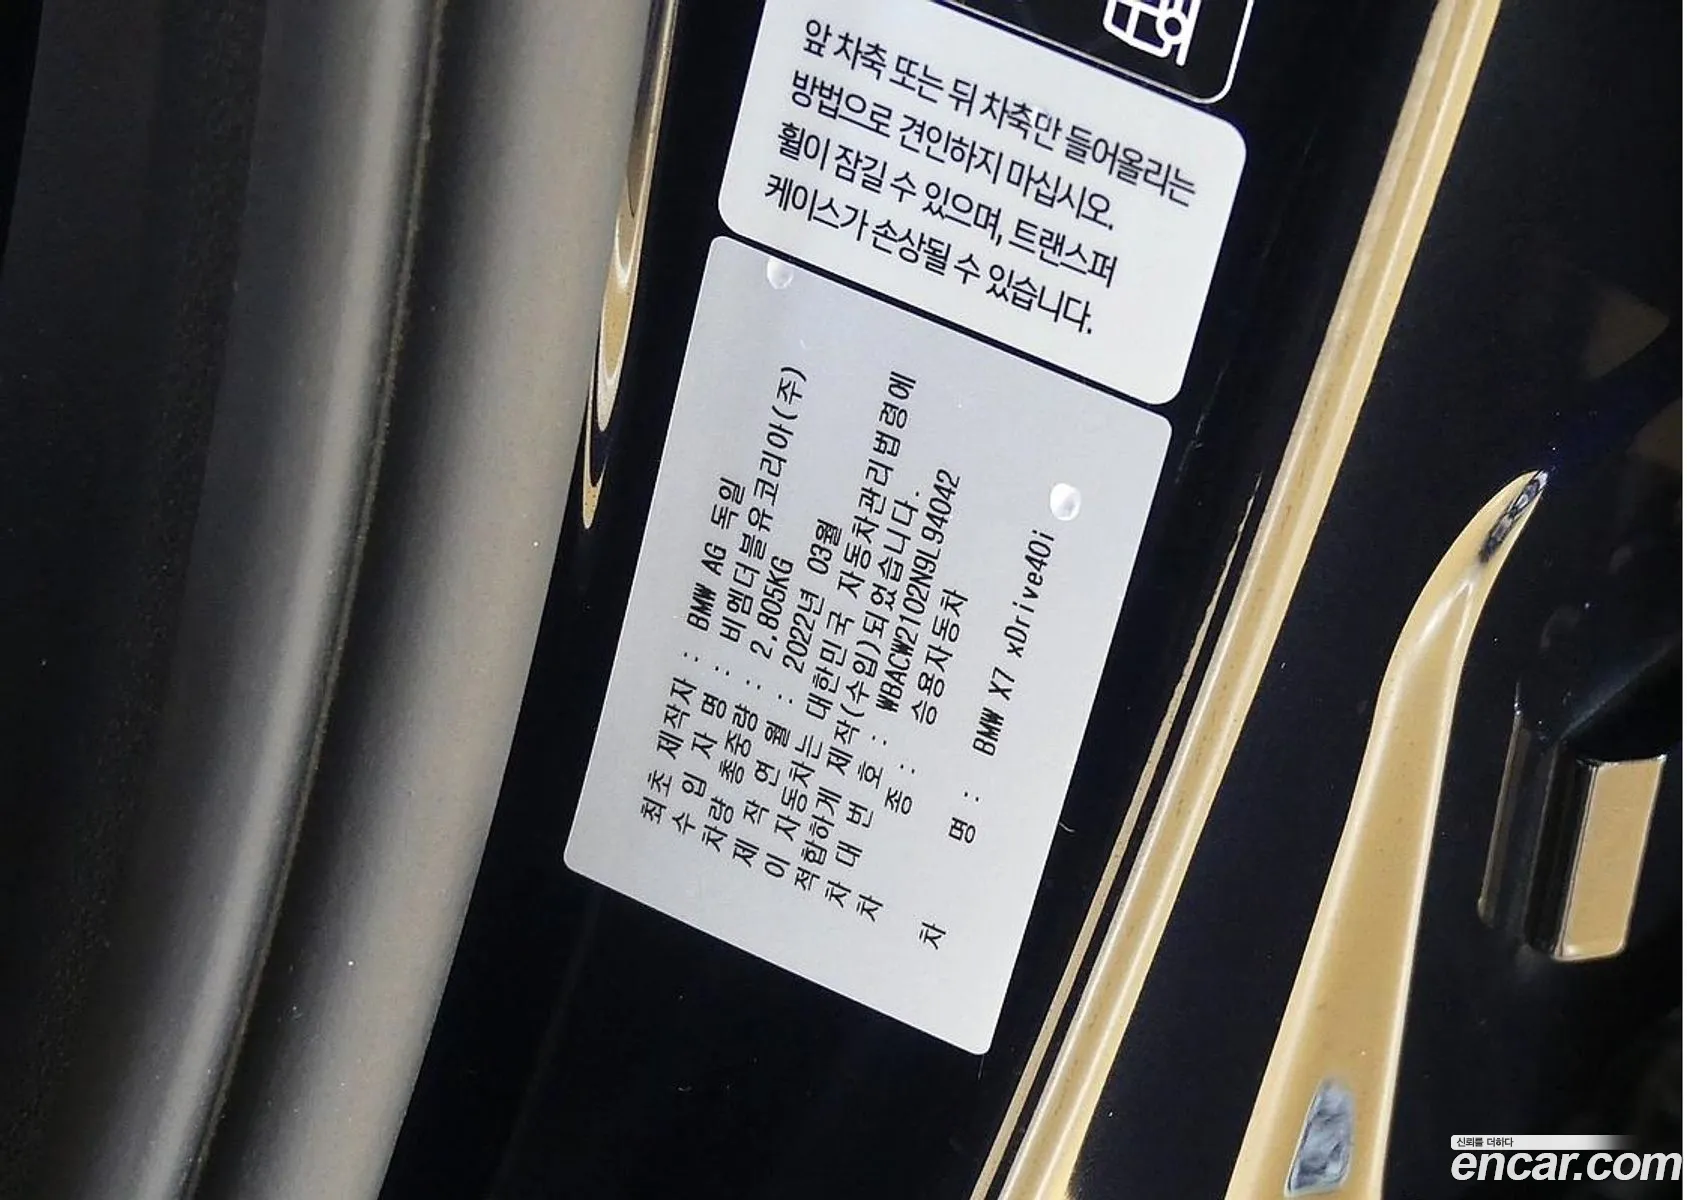 앞 차축 또는 뒤 차축만 들어올리는
방법으로 견인하지 마십시오.
휠이 잠길 수 있으며, 트랜스퍼
케이스가 손상될 수 있습니다.
최초 제작자 : BMW AG 독일
수 입 자 명 : 비엠더블유코리아(주)
차량 총중량 : 2.805KG
제 작 연 월 : 2022년 03월
이 자동차는 대한민국 자동차관리법령에
적합하게 제작(수입)되었습니다.
차 대 번 호 : WBACW2102N9L94042
차 종 : 승용자동차
차 명 : BMW X7 xDrive40i
신뢰를 더하다
encar.com